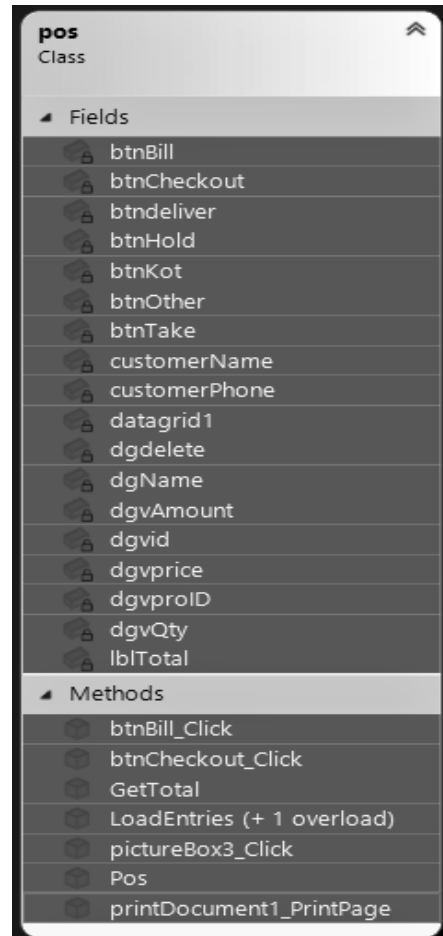 pos
Class
Fields
btnBill
btnCheckout
btndeliver
btnHold
btnKot
btnOther
btnTake
customerName
customerPhone
datagrid1
dgdelete
dgName
dgvAmount
dgvid
dgvprice
dgvproID
dgvQty
lblTotal
Methods
btnBill_Click
btnCheckout_Click
GetTotal
LoadEntries (+ 1 overload)
pictureBox3_Click
Pos
printDocument1_PrintPage